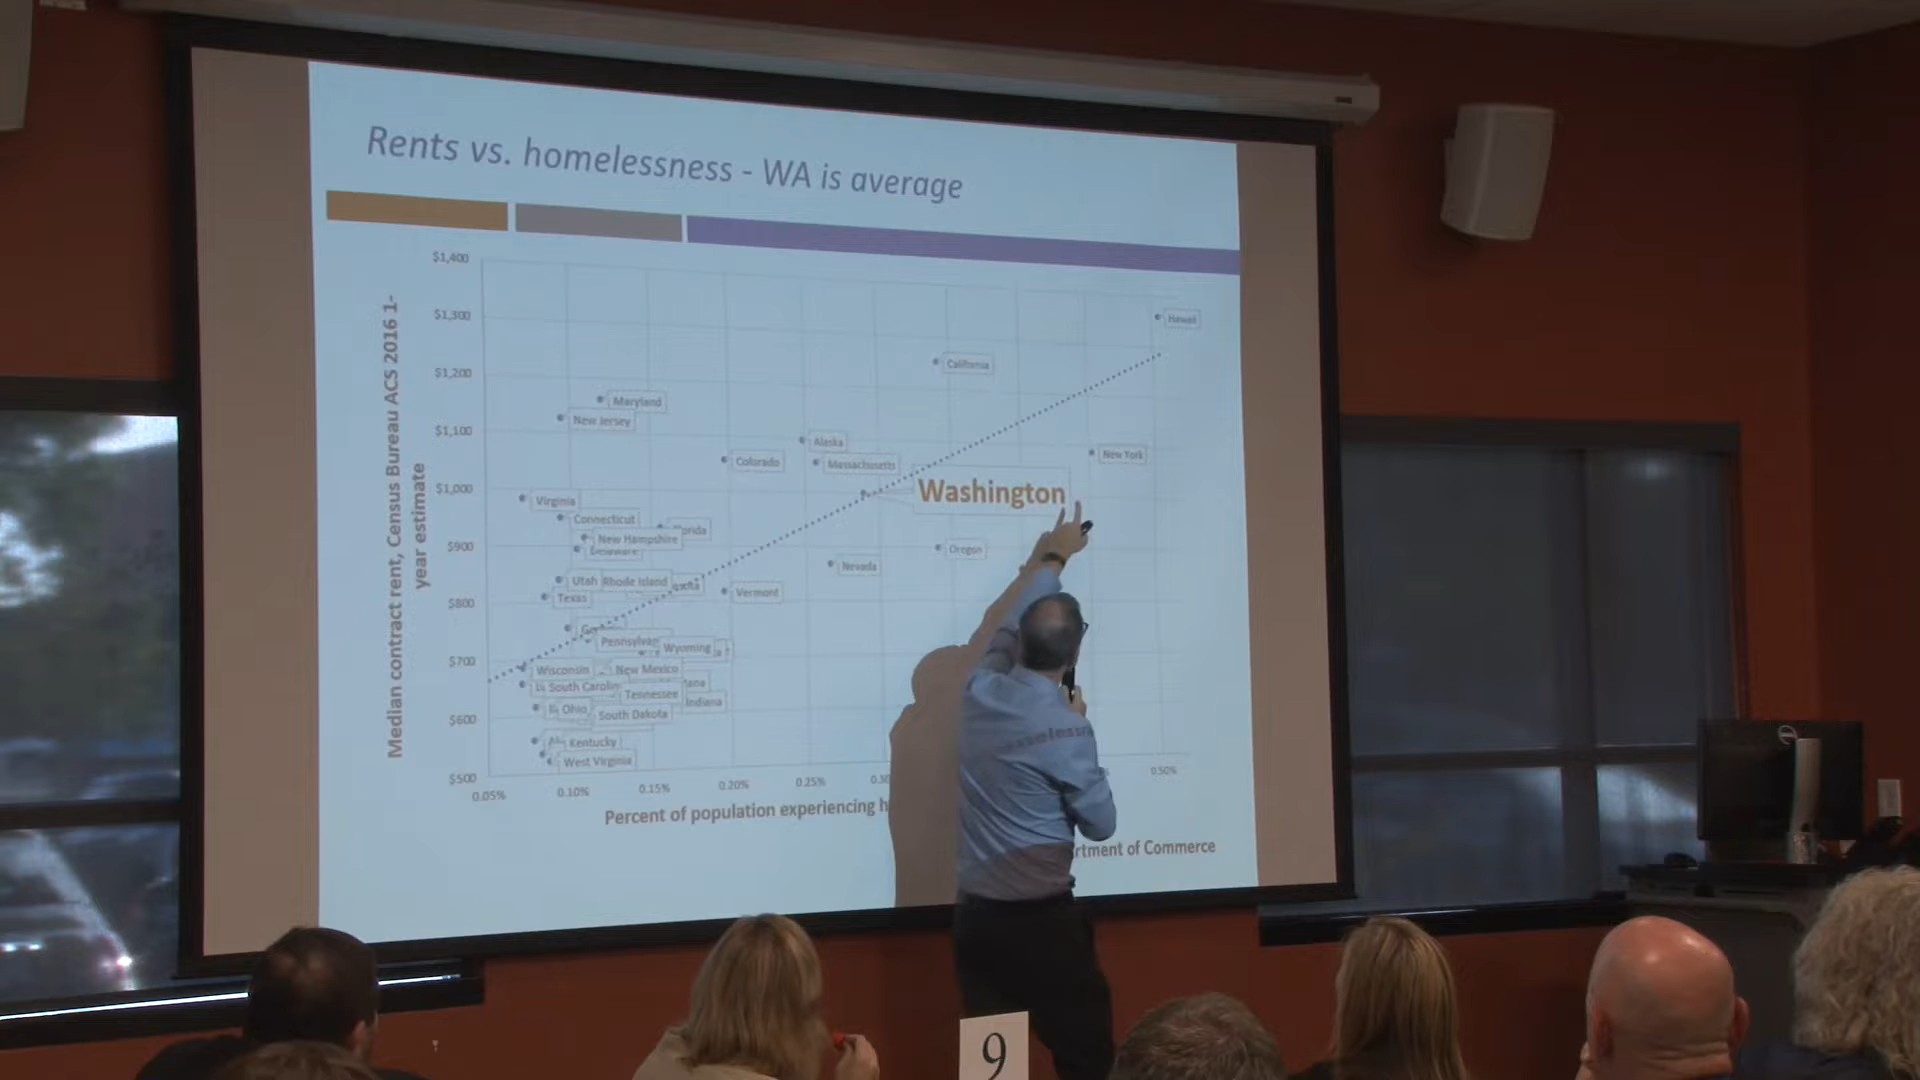 Rents vs. homelessness - WA is average
Median contract rent, Census Bureau ACS 2016 1-
year estimate
$1,400
$1,300
$1,200
$1,100
$1,000
$900
$800
$700
$600
$500
Hawaii
California
Maryland
New Jersey
Alaska
New York
Colorado
Massachusetts
Washington
Virginia
Connecticut
New Hampshire
Delaware
Oregon
Nevada
Utah
Rhode Island
Vermont
Texas
Wyoming
Wisconsin
New Mexico
Tennessee
Indiana
Ohio
South Dakota
Kentucky
West Virginia
0.05%
0.10%
0.15%
0.20%
0.25%
0.50%
Percent of population experiencing
of Commerce
9